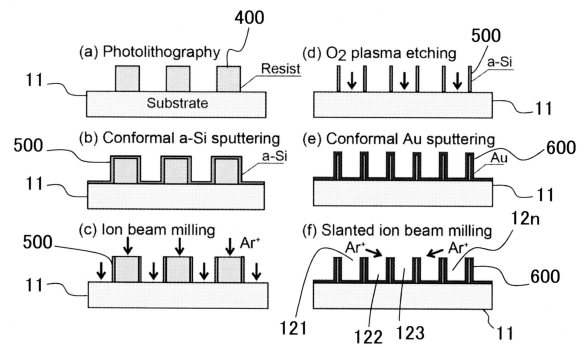 400
(a) Photolithography
Resist
11
Substrate
(b) Conformal a-Si sputtering
500
a-Si
11
(c) Ion beam milling
500
Ar+
11
(d) O2 plasma etching
500
a-Si
11
(e) Conformal Au sputtering
600
Au
11
(f) Slanted ion beam milling
12n
Ar+
Ar+
600
121
122
123
11